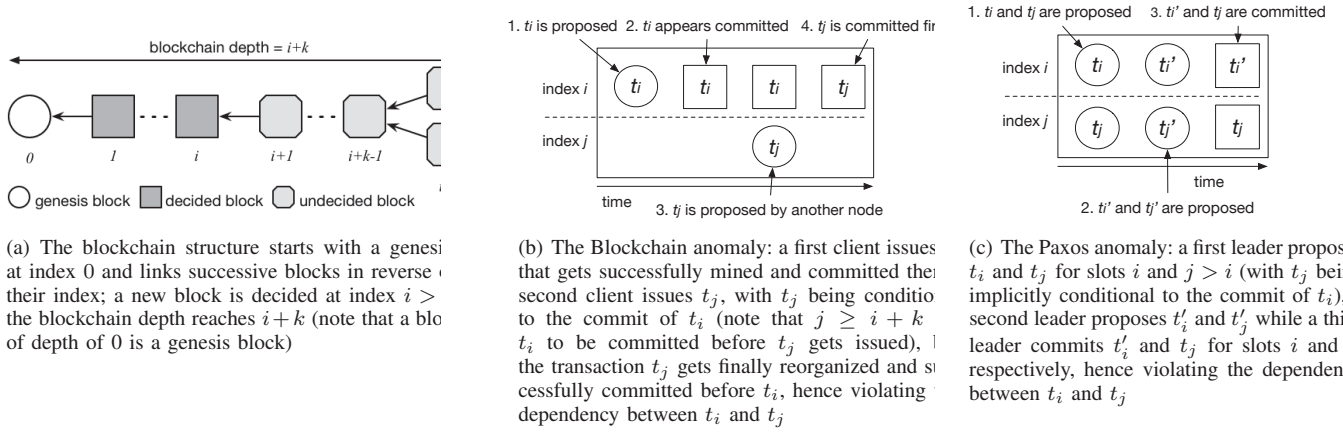 blockchain depth = i+k
0
1
i
i+1
i+k-1
genesis block
decided block
undecided block
(a) The blockchain structure starts with a
at index 0 and links successive blocks in reverse
their index; a new block is decided at index i >
the blockchain depth reaches i + k (note that a
of depth of 0 is a genesis block)
1. ti is proposed
2. ti appears committed
4. tj is committed
index i
ti
ti
ti
tj
index j
tj
time
3. tj is proposed by another node
(b) The Blockchain anomaly: a first client issues
that gets successfully mined and committed
second client issues tj, with tj being
to the commit of ti (note that j ≥ i + k
ti to be committed before tj gets issued),
the transaction tj gets finally reorganized and
cessfully committed before ti, hence violating
dependency between ti and tj
1. ti and tj are proposed
3. ti' and tj are committed
index i
ti
ti'
ti'
index j
tj
tj'
tj
time
2. ti' and tj' are proposed
(c) The Paxos anomaly: a first leader
ti and tj for slots i and j > i (with tj
implicitly conditional to the commit of ti),
second leader proposes t′i and t′j while a
leader commits t′i and tj for slots i and
respectively, hence violating the
between ti and tj